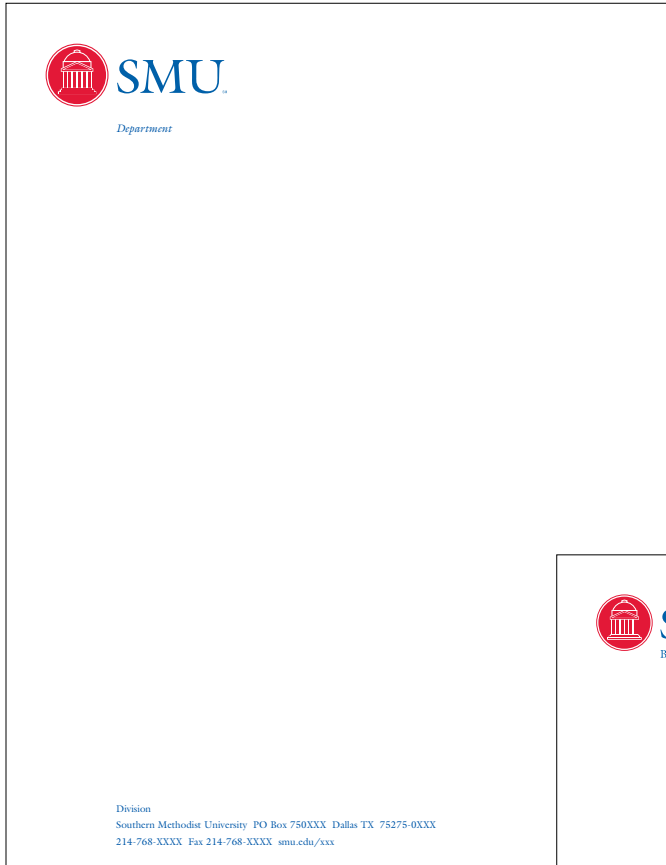 SMU
Department
Division
Southern Methodist University PO Box 750XXX Dallas TX 75275-0XXX
214-768-XXXX Fax 214-768-XXXX smu.edu/xxx